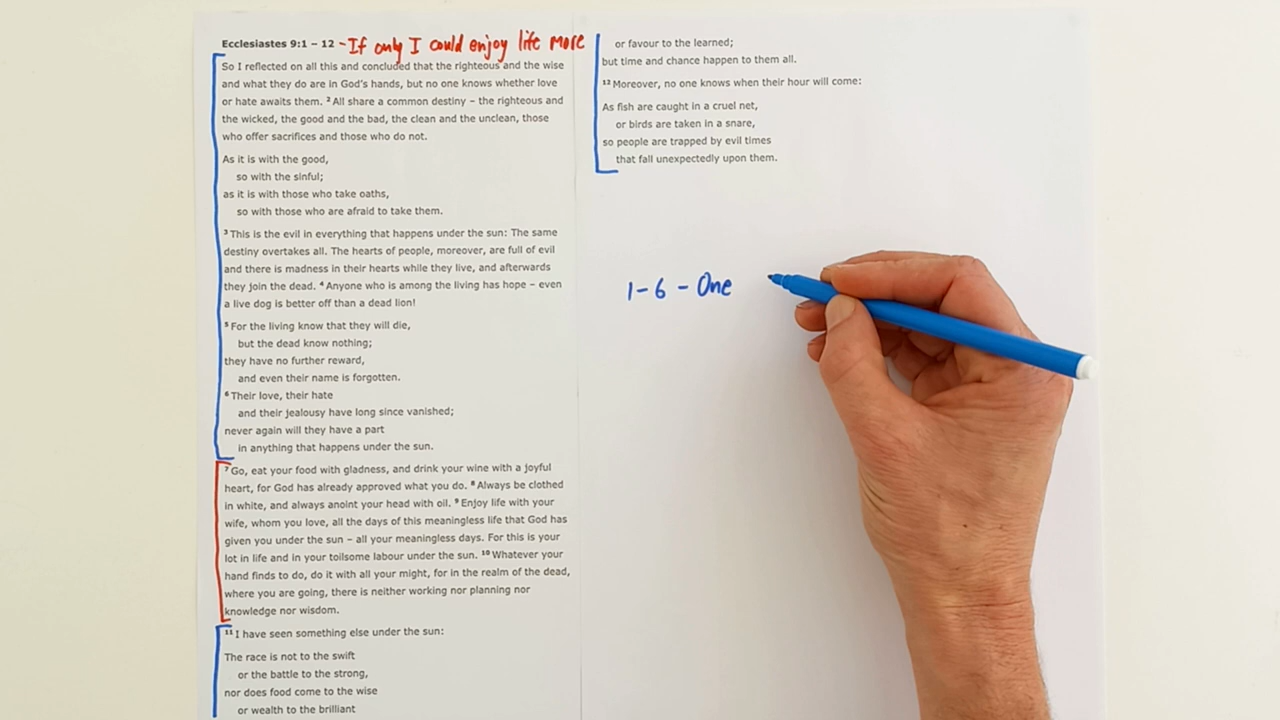 Ecclesiastes 9:1 – 12 - If only I could enjoy life more
So I reflected on all this and concluded that the righteous and the wise
and what they do are in God's hands, but no one knows whether love
or hate awaits them. ² All share a common destiny – the righteous and
the wicked, the good and the bad, the clean and the unclean, those
who offer sacrifices and those who do not.
As it is with the good,
so with the sinful;
as it is with those who take oaths,
so with those who are afraid to take them.
³ This is the evil in everything that happens under the sun: The same
destiny overtakes all. The hearts of people, moreover, are full of evil
and there is madness in their hearts while they live, and afterwards
they join the dead. ⁴ Anyone who is among the living has hope – even
a live dog is better off than a dead lion!
⁵ For the living know that they will die,
but the dead know nothing;
they have no further reward,
and even their name is forgotten.
⁶ Their love, their hate
and their jealousy have long since vanished;
never again will they have a part
in anything that happens under the sun.
⁷ Go, eat your food with gladness, and drink your wine with a joyful
heart, for God has already approved what you do. ⁸ Always be clothed
in white, and always anoint your head with oil. ⁹ Enjoy life with your
wife, whom you love, all the days of this meaningless life that God has
given you under the sun – all your meaningless days. For this is your
lot in life and in your toilsome labour under the sun. ¹⁰ Whatever your
hand finds to do, do it with all your might, for in the realm of the dead,
where you are going, there is neither working nor planning nor
knowledge nor wisdom.
¹¹ I have seen something else under the sun:
The race is not to the swift
or the battle to the strong,
nor does food come to the wise
or wealth to the brilliant
or favour to the learned;
but time and chance happen to them all.
¹² Moreover, no one knows when their hour will come:
As fish are caught in a cruel net,
or birds are taken in a snare,
so people are trapped by evil times
that fall unexpectedly upon them.
1-6 - One